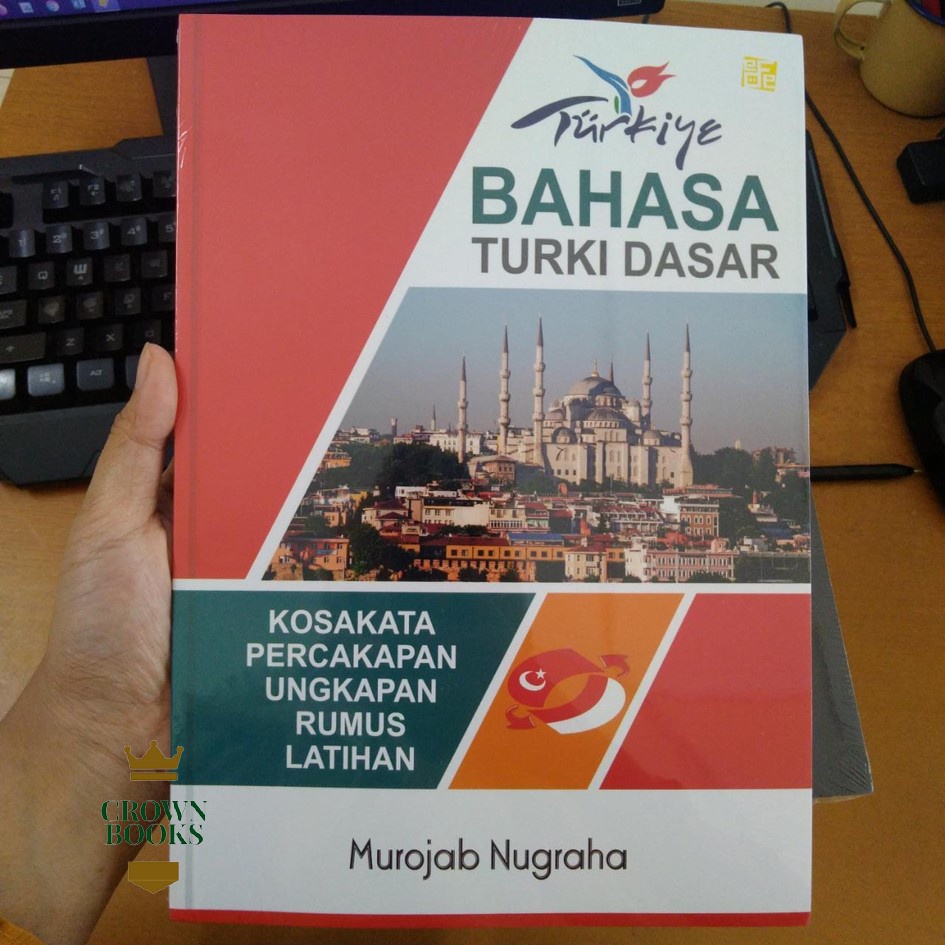 Türkiye
BAHASA
TURKI DASAR
KOSAKATA
PERCAKAPAN
UNGKAPAN
RUMUS
LATIHAN
CROWN
BOOKS
Murojab Nugraha